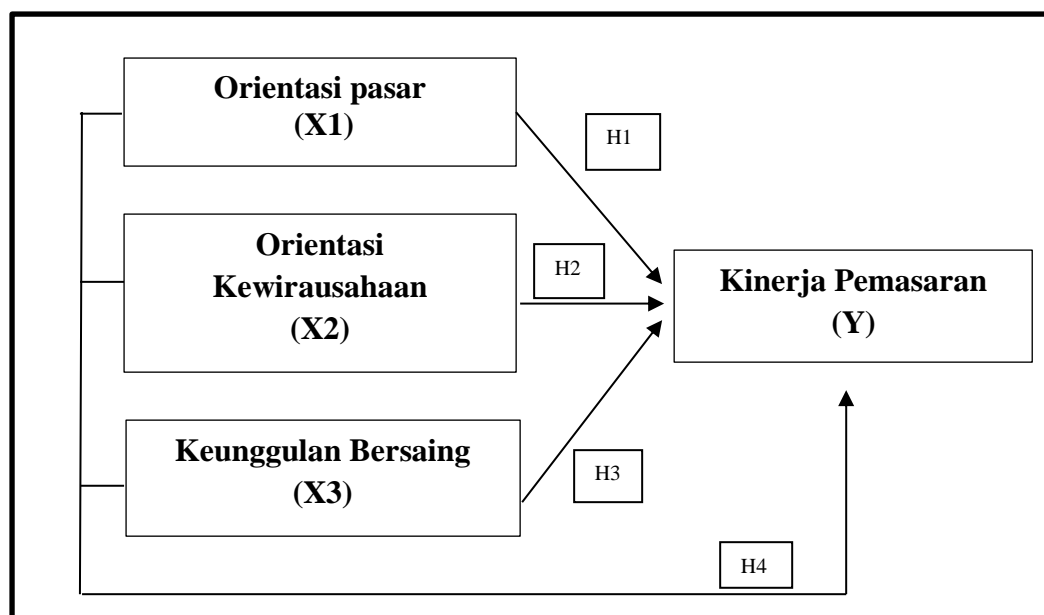 Orientasi pasar
(X1)
H1
Orientasi
Kewirausahaan
(X2)
H2
Kinerja Pemasaran
(Y)
Keunggulan Bersaing
(X3)
H3
H4